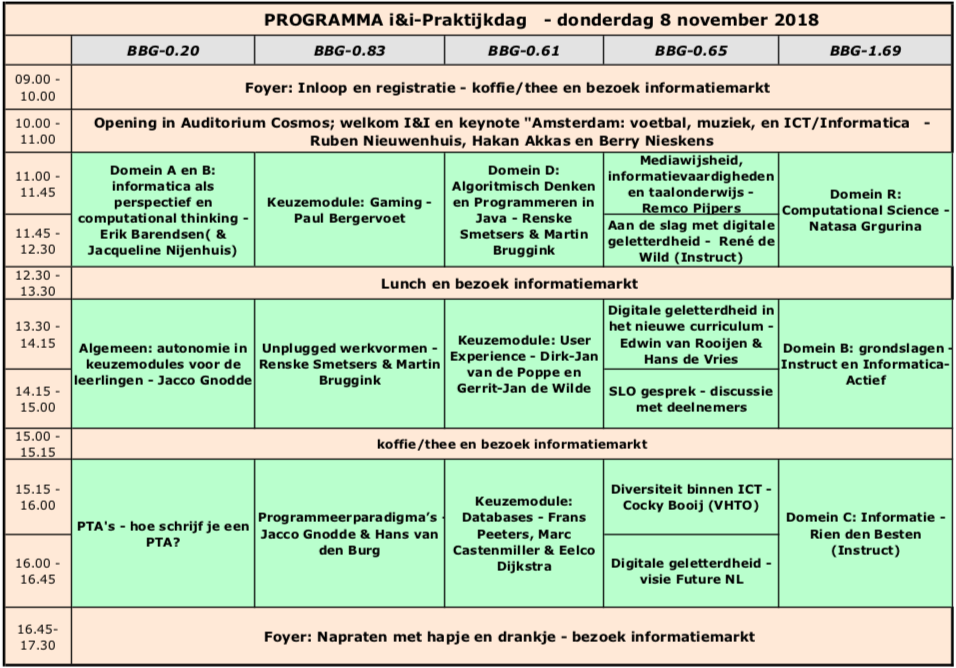 PROGRAMMA i&i-Praktijkdag - donderdag 8 november 2018
BBG-0.20
BBG-0.83
BBG-0.61
BBG-0.65
BBG-1.69
09.00 -
10.00
Foyer: Inloop en registratie - koffie/thee en bezoek informatiemarkt
10.00 -
11.00
Opening in Auditorium Cosmos; welkom I&I en keynote "Amsterdam: voetbal, muziek, en ICT/Informatica -
Ruben Nieuwenhuis, Hakan Akkas en Berry Nieskens
11.00 -
11.45
11.45 -
12.30
Domein A en B:
informatica als
perspectief en
computational thinking -
Erik Barendsen( &
Jacqueline Nijenhuis)
Keuzemodule: Gaming -
Paul Bergervoet
Domein D:
Algoritmisch Denken
en Programmeren in
Java - Renske
Smetsers & Martin
Bruggink
Mediawijsheid,
informatievaardigheden
en taalonderwijs -
Remco Pijpers
Aan de slag met digitale
geletterdheid - René de
Wild (Instruct)
Domein R:
Computational Science -
Natasa Grgurina
12.30 -
13.30
Lunch en bezoek informatiemarkt
13.30 -
14.15
14.15 -
15.00
Algemeen: autonomie in
keuzemodules voor de
leerlingen - Jacco Gnodde
Unplugged werkvormen -
Renske Smetsers & Martin
Bruggink
Keuzemodule: User
Experience - Dirk-Jan
van de Poppe en
Gerrit-Jan de Wilde
Digitale geletterdheid in
het nieuwe curriculum -
Edwin van Rooijen &
Hans de Vries
SLO gesprek - discussie
met deelnemers
Domein B: grondslagen -
Instruct en Informatica-
Actief
15.00 -
15.15
koffie/thee en bezoek informatiemarkt
15.15 -
16.00
16.00 -
16.45
PTA's - hoe schrijf je een
PTA?
Programmeerparadigma’s -
Jacco Gnodde & Hans van
den Burg
Keuzemodule:
Databases - Frans
Peeters, Marc
Castenmiller & Eelco
Dijkstra
Diversiteit binnen ICT -
Cocky Booij (VHTO)
Digitale geletterdheid -
visie Future NL
Domein C: Informatie -
Rien den Besten
(Instruct)
16.45-
17.30
Foyer: Napraten met hapje en drankje - bezoek informatiemarkt